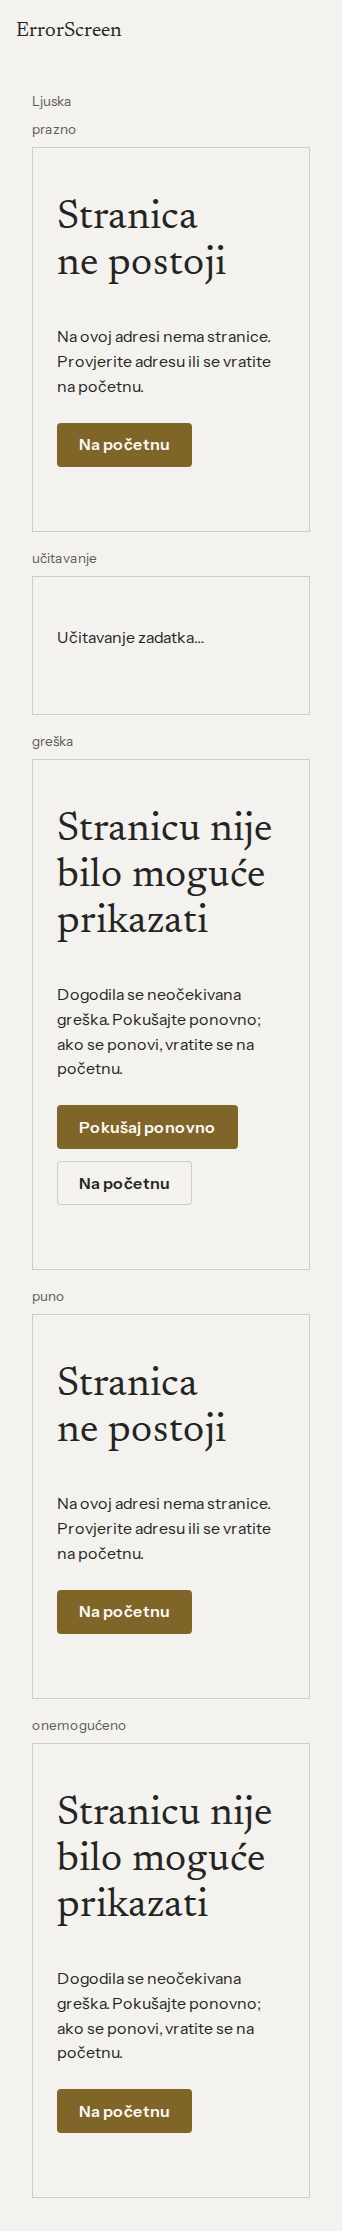 ErrorScreen
Ljuska
prazno
Stranica
ne postoji
Na ovoj adresi nema stranice.
Provjerite adresu ili se vratite
na početnu.
Na početnu
učitavanje
Učitavanje zadatka…
greška
Stranicu nije
bilo moguće
prikazati
Dogodila se neočekivana
greška. Pokušajte ponovno;
ako se ponovi, vratite se na
početnu.
Pokušaj ponovno
Na početnu
puno
Stranica
ne postoji
Na ovoj adresi nema stranice.
Provjerite adresu ili se vratite
na početnu.
Na početnu
onemogućeno
Stranicu nije
bilo moguće
prikazati
Dogodila se neočekivana
greška. Pokušajte ponovno;
ako se ponovi, vratite se na
početnu.
Na početnu